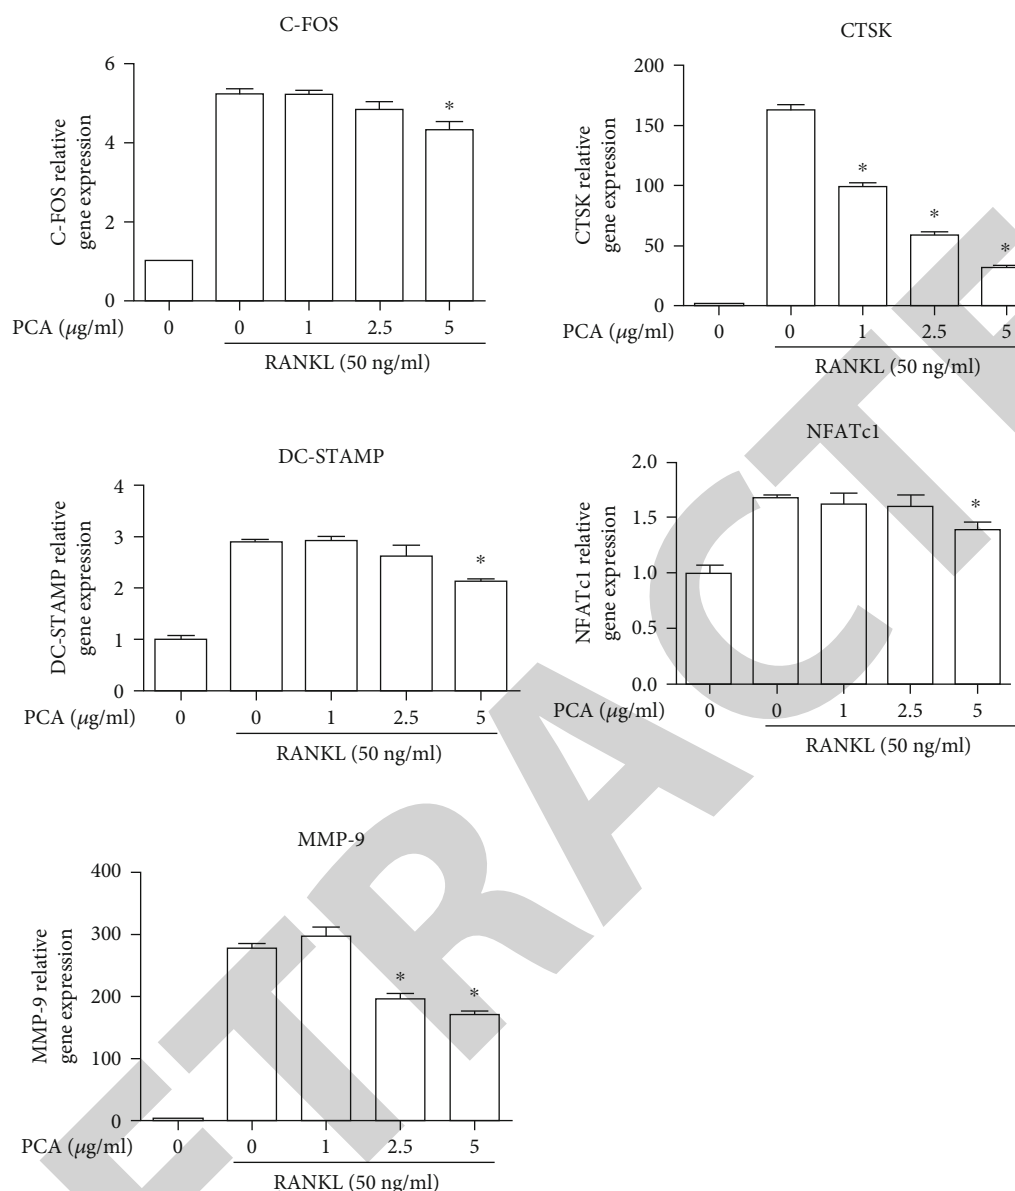 C-FOS
C-FOS relative
gene expression
6
4
2
0
*
PCA (μg/ml) 0 0 1 2.5 5
RANKL (50 ng/ml)
CTSK
CTSK relative
gene expression
200
150
100
50
0
* * *
PCA (μg/ml) 0 0 1 2.5 5
RANKL (50 ng/ml)
DC-STAMP
DC-STAMP relative
gene expression
4
3
2
1
0
*
PCA (μg/ml) 0 0 1 2.5 5
RANKL (50 ng/ml)
NFATc1
NFATc1 relative
gene expression
2.0
1.5
1.0
0.5
0.0
*
PCA (μg/ml) 0 0 1 2.5 5
RANKL (50 ng/ml)
MMP-9
MMP-9 relative
gene expression
400
300
200
100
0
* *
PCA (μg/ml) 0 0 1 2.5 5
RANKL (50 ng/ml)
ETRACTE